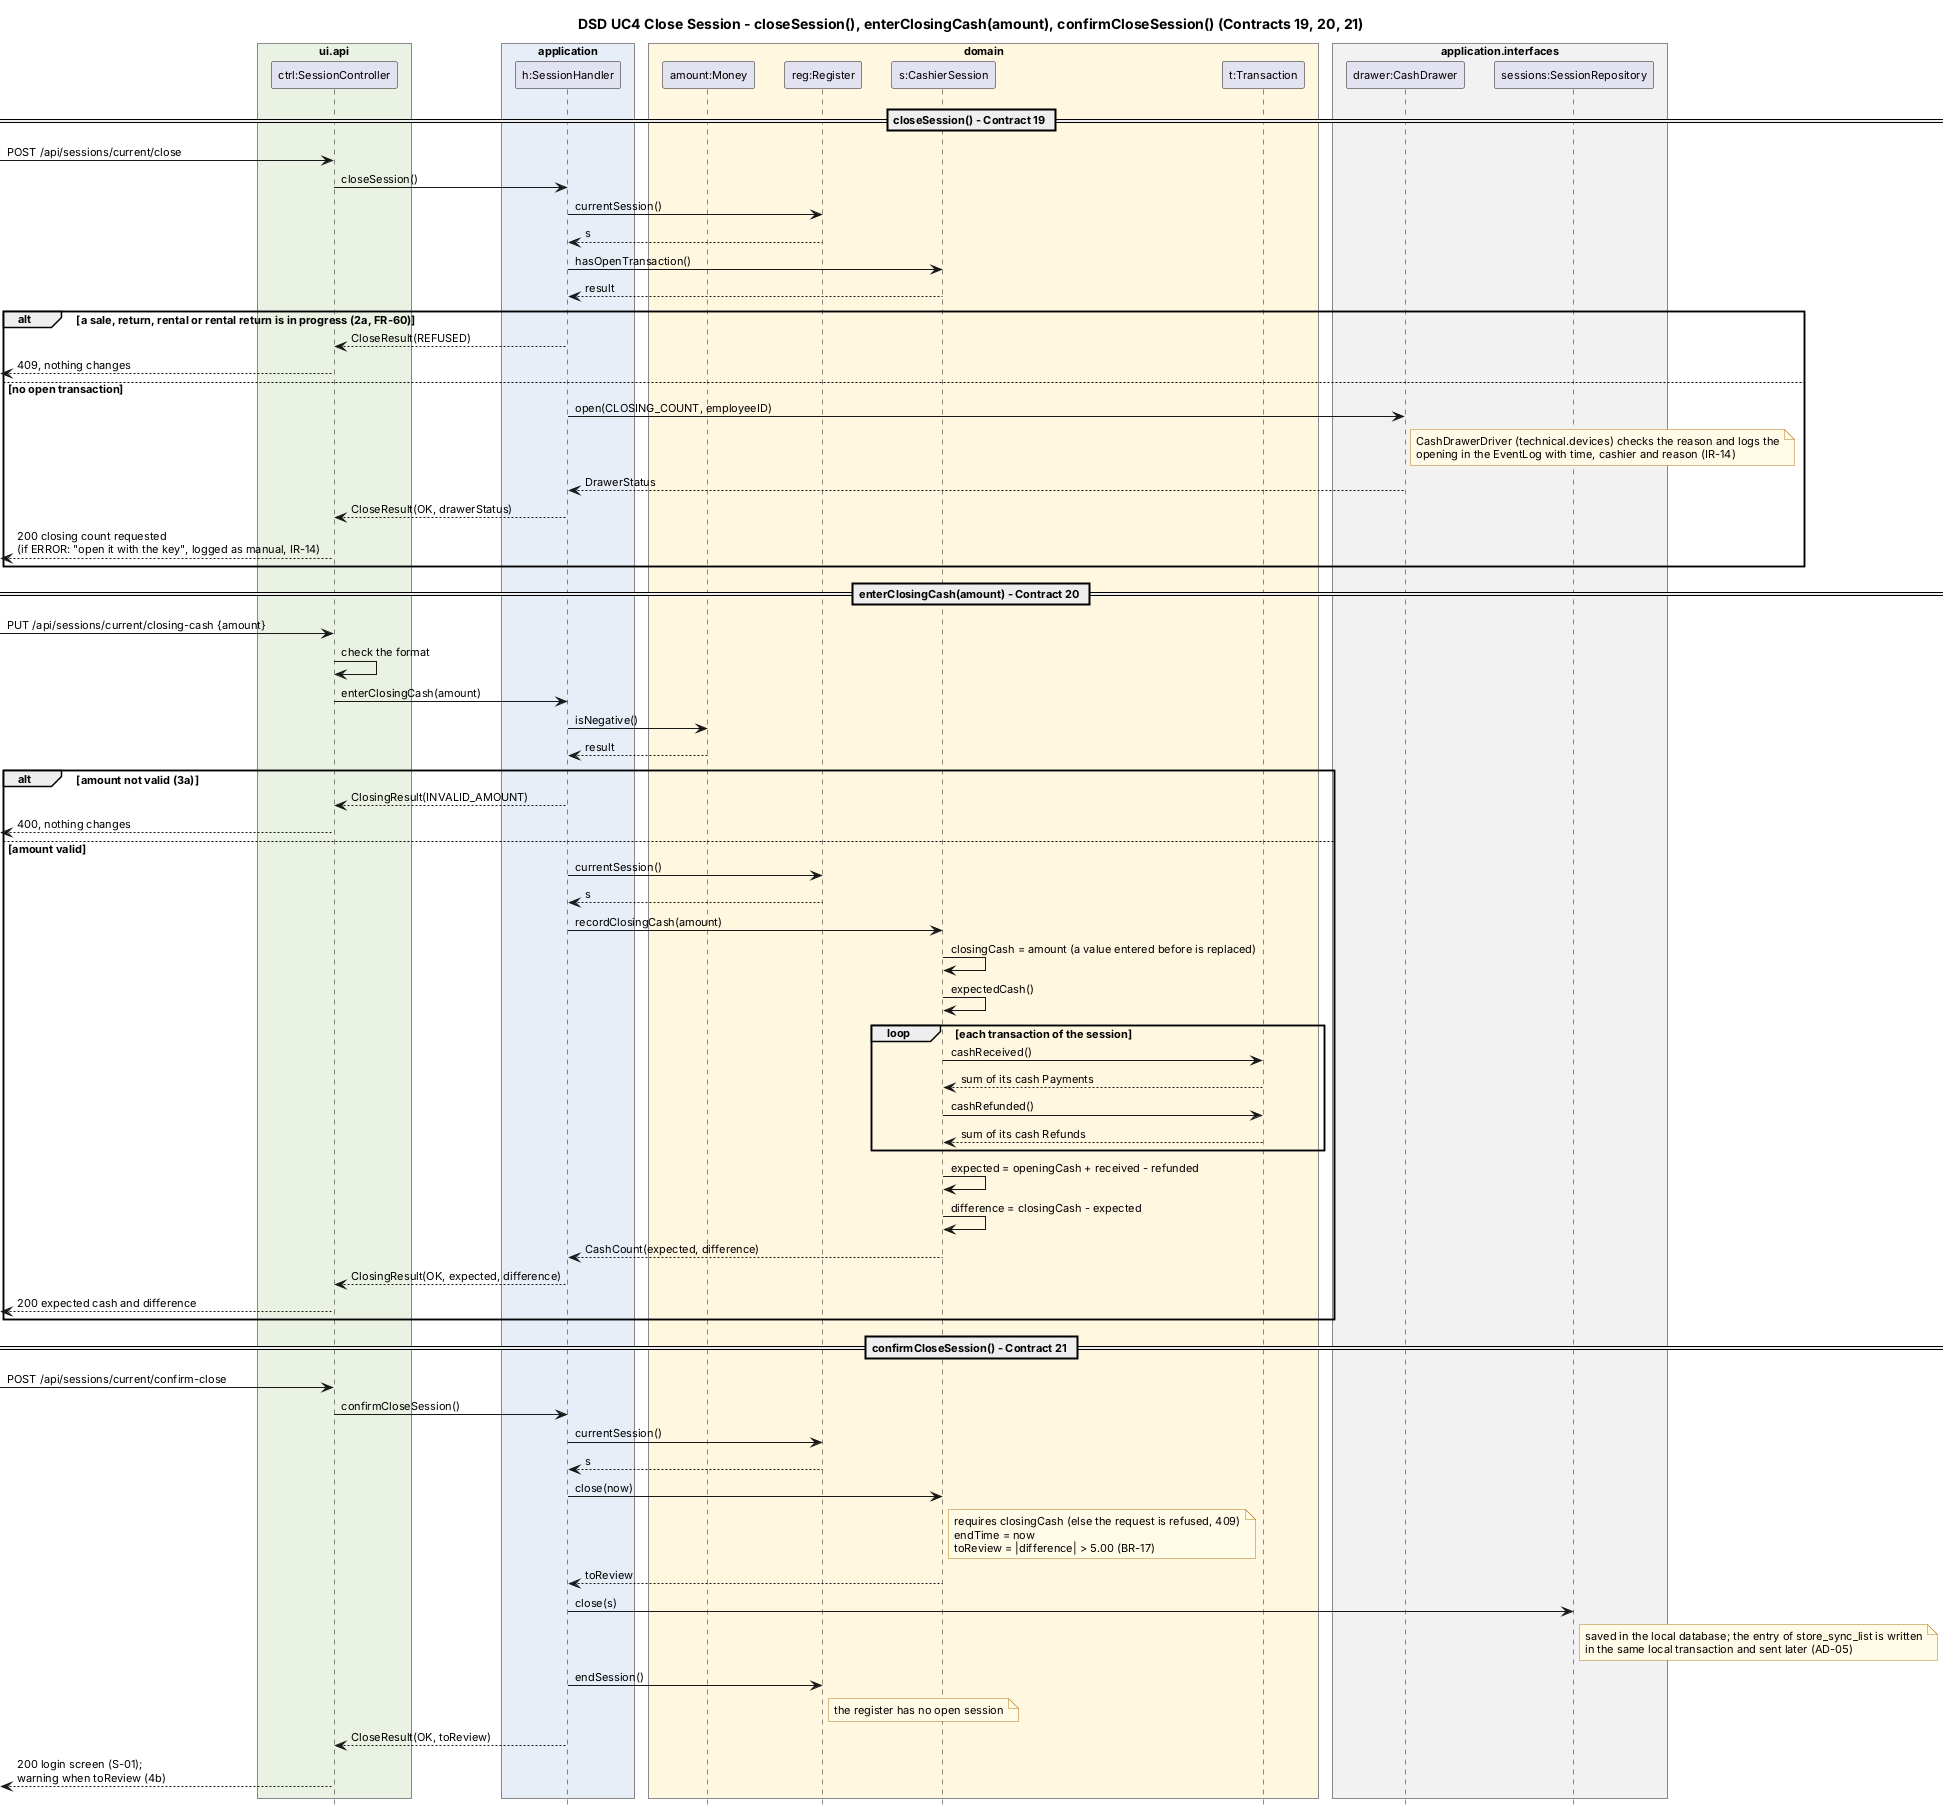 DSD UC4 Close Session - closeSession(), enterClosingCash(amount), confirmCloseSession() (Contracts 19, 20, 21)
ui.api
application
domain
application.interfaces
ctrl:SessionController
h:SessionHandler
amount:Money
reg:Register
s:CashierSession
t:Transaction
drawer:CashDrawer
sessions:SessionRepository
closeSession() - Contract 19
POST /api/sessions/current/close
closeSession()
currentSession()
s
hasOpenTransaction()
result
alt
[a sale, return, rental or rental return is in progress (2a, FR-60)]
CloseResult(REFUSED)
409, nothing changes
[no open transaction]
open(CLOSING_COUNT, employeeID)
CashDrawerDriver (technical.devices) checks the reason and logs the
opening in the EventLog with time, cashier and reason (IR-14)
DrawerStatus
CloseResult(OK, drawerStatus)
200 closing count requested
(if ERROR: "open it with the key", logged as manual, IR-14)
enterClosingCash(amount) - Contract 20
PUT /api/sessions/current/closing-cash {amount}
check the format
enterClosingCash(amount)
isNegative()
result
alt
[amount not valid (3a)]
ClosingResult(INVALID_AMOUNT)
400, nothing changes
[amount valid]
currentSession()
s
recordClosingCash(amount)
closingCash = amount (a value entered before is replaced)
expectedCash()
loop
[each transaction of the session]
cashReceived()
sum of its cash Payments
cashRefunded()
sum of its cash Refunds
expected = openingCash + received - refunded
difference = closingCash - expected
CashCount(expected, difference)
ClosingResult(OK, expected, difference)
200 expected cash and difference
confirmCloseSession() - Contract 21
POST /api/sessions/current/confirm-close
confirmCloseSession()
currentSession()
s
close(now)
requires closingCash (else the request is refused, 409)
endTime = now
toReview = |difference| > 5.00 (BR-17)
toReview
close(s)
saved in the local database; the entry of store_sync_list is written
in the same local transaction and sent later (AD-05)
endSession()
the register has no open session
CloseResult(OK, toReview)
200 login screen (S-01);
warning when toReview (4b)